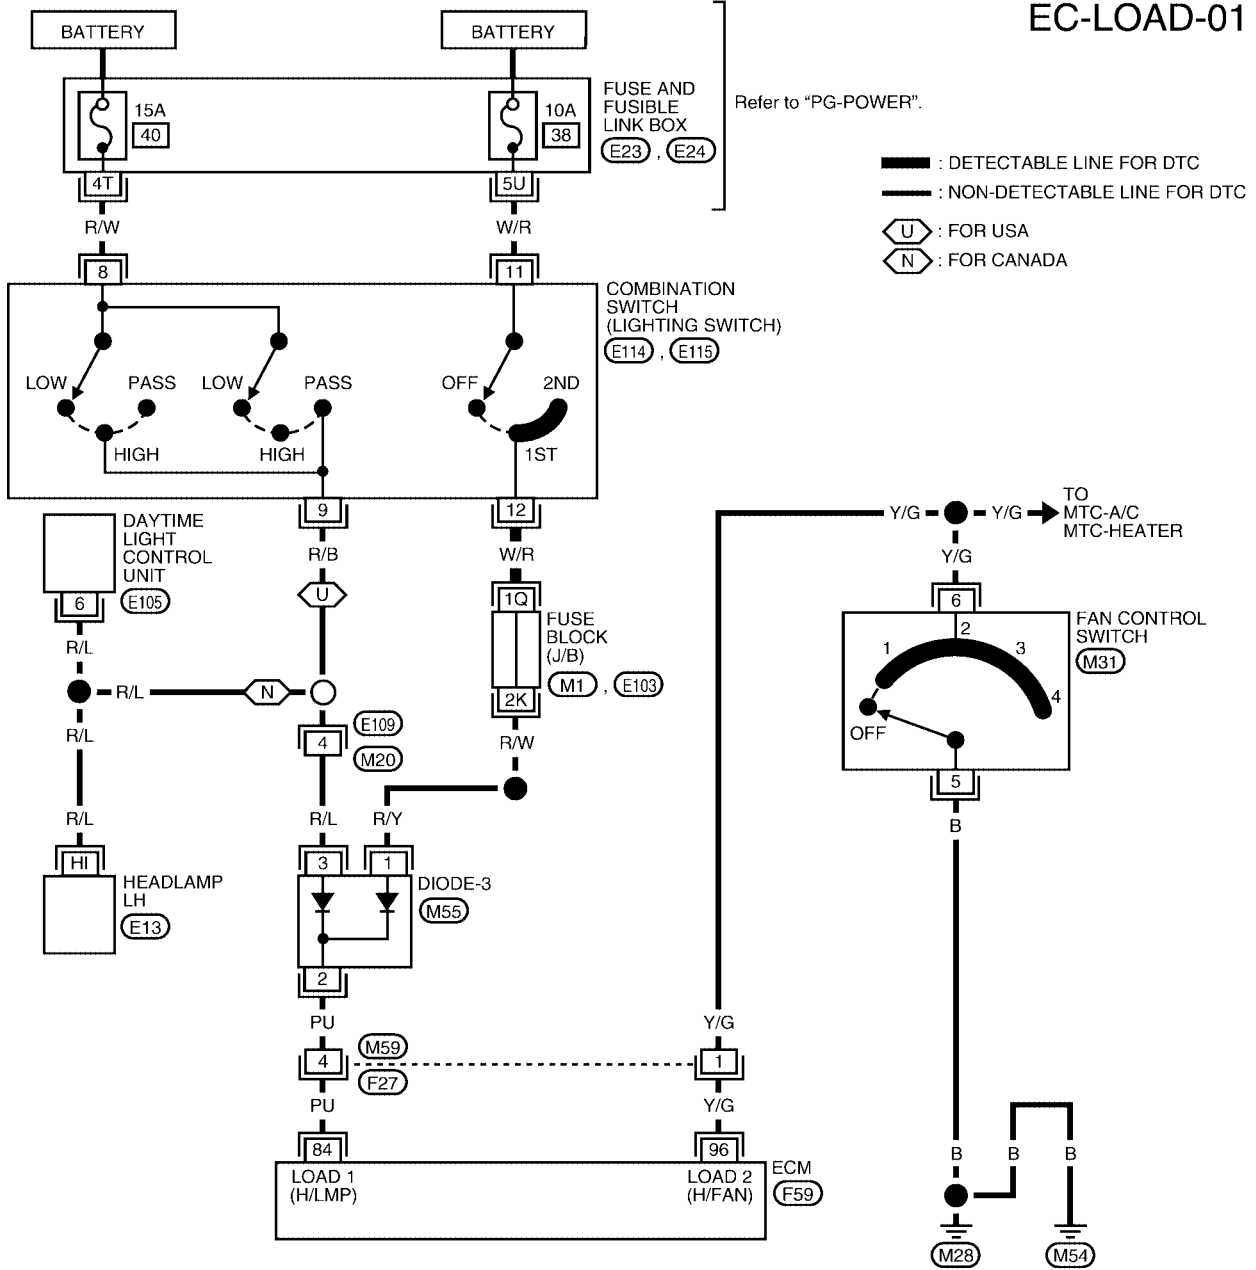 EC-LOAD-01
BATTERY
BATTERY
15A
40
10A
38
FUSE AND
FUSIBLE
LINK BOX
E23 , E24
Refer to "PG-POWER".
: DETECTABLE LINE FOR DTC
: NON-DETECTABLE LINE FOR DTC
U : FOR USA
N : FOR CANADA
4T
5U
R/W
W/R
8
11
COMBINATION
SWITCH
(LIGHTING SWITCH)
E114 , E115
LOW
PASS
HIGH
LOW
PASS
HIGH
OFF
2ND
1ST
9
12
DAYTIME
LIGHT
CONTROL
UNIT
E105
6
R/B
W/R
U
1Q
FUSE
BLOCK
(J/B)
M1 , E103
2K
R/L
R/L
N
R/L
E109
4
M20
R/W
R/L
R/L
R/Y
HI
HEADLAMP
LH
E13
3
1
DIODE-3
M55
2
PU
M59
4
F27
PU
84
LOAD 1
(H/LMP)
Y/G
Y/G
TO
MTC-A/C
MTC-HEATER
Y/G
6
FAN CONTROL
SWITCH
M31
1
2
3
4
OFF
5
B
Y/G
1
Y/G
96
LOAD 2
(H/FAN)
ECM
F59
B
B
B
M28
M54